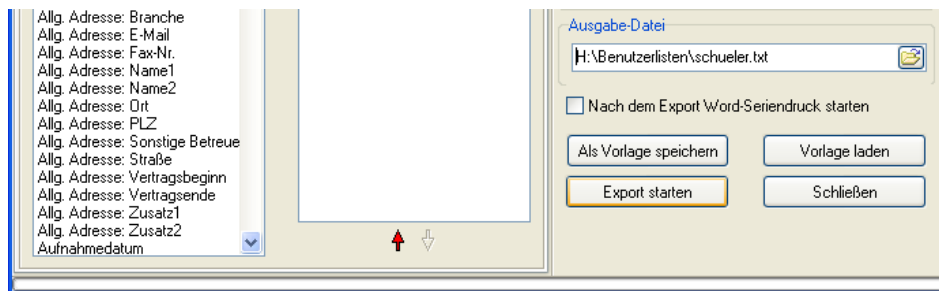 Allg. Adresse: Branche
Allg. Adresse: E-Mail
Allg. Adresse: Fax-Nr.
Allg. Adresse: Name1
Allg. Adresse: Name2
Allg. Adresse: Ort
Allg. Adresse: PLZ
Allg. Adresse: Sonstige Betreue
Allg. Adresse: Straße
Allg. Adresse: Vertragsbeginn
Allg. Adresse: Vertragsende
Allg. Adresse: Zusatz1
Allg. Adresse: Zusatz2
Aufnahmedatum
Ausgabe-Datei
H:\Benutzerlisten\schueler.txt
Nach dem Export Word-Seriendruck starten
Als Vorlage speichern
Vorlage laden
Export starten
Schließen